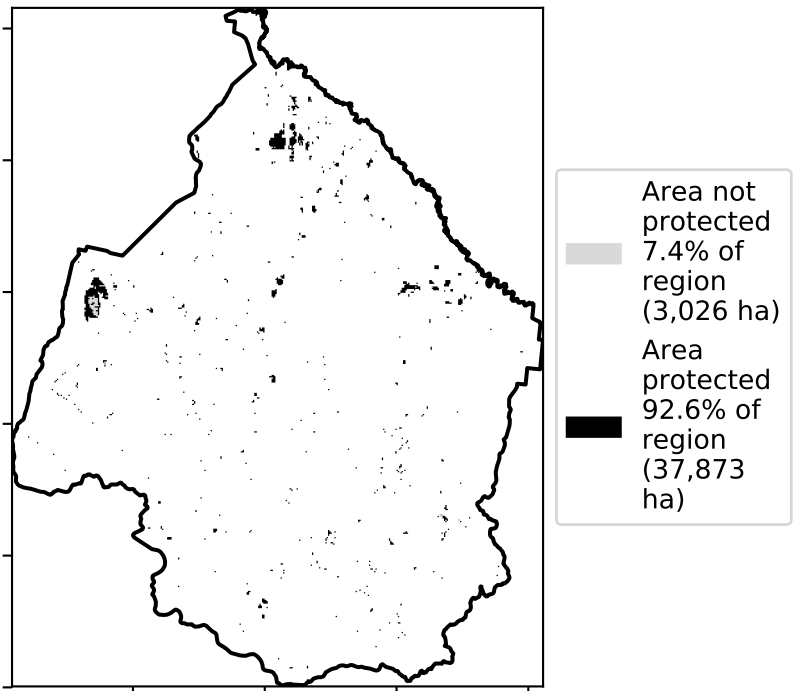 Area not
protected
7.4% of
region
(3,026 ha)
Area
protected
92.6% of
region
(37,873
ha)